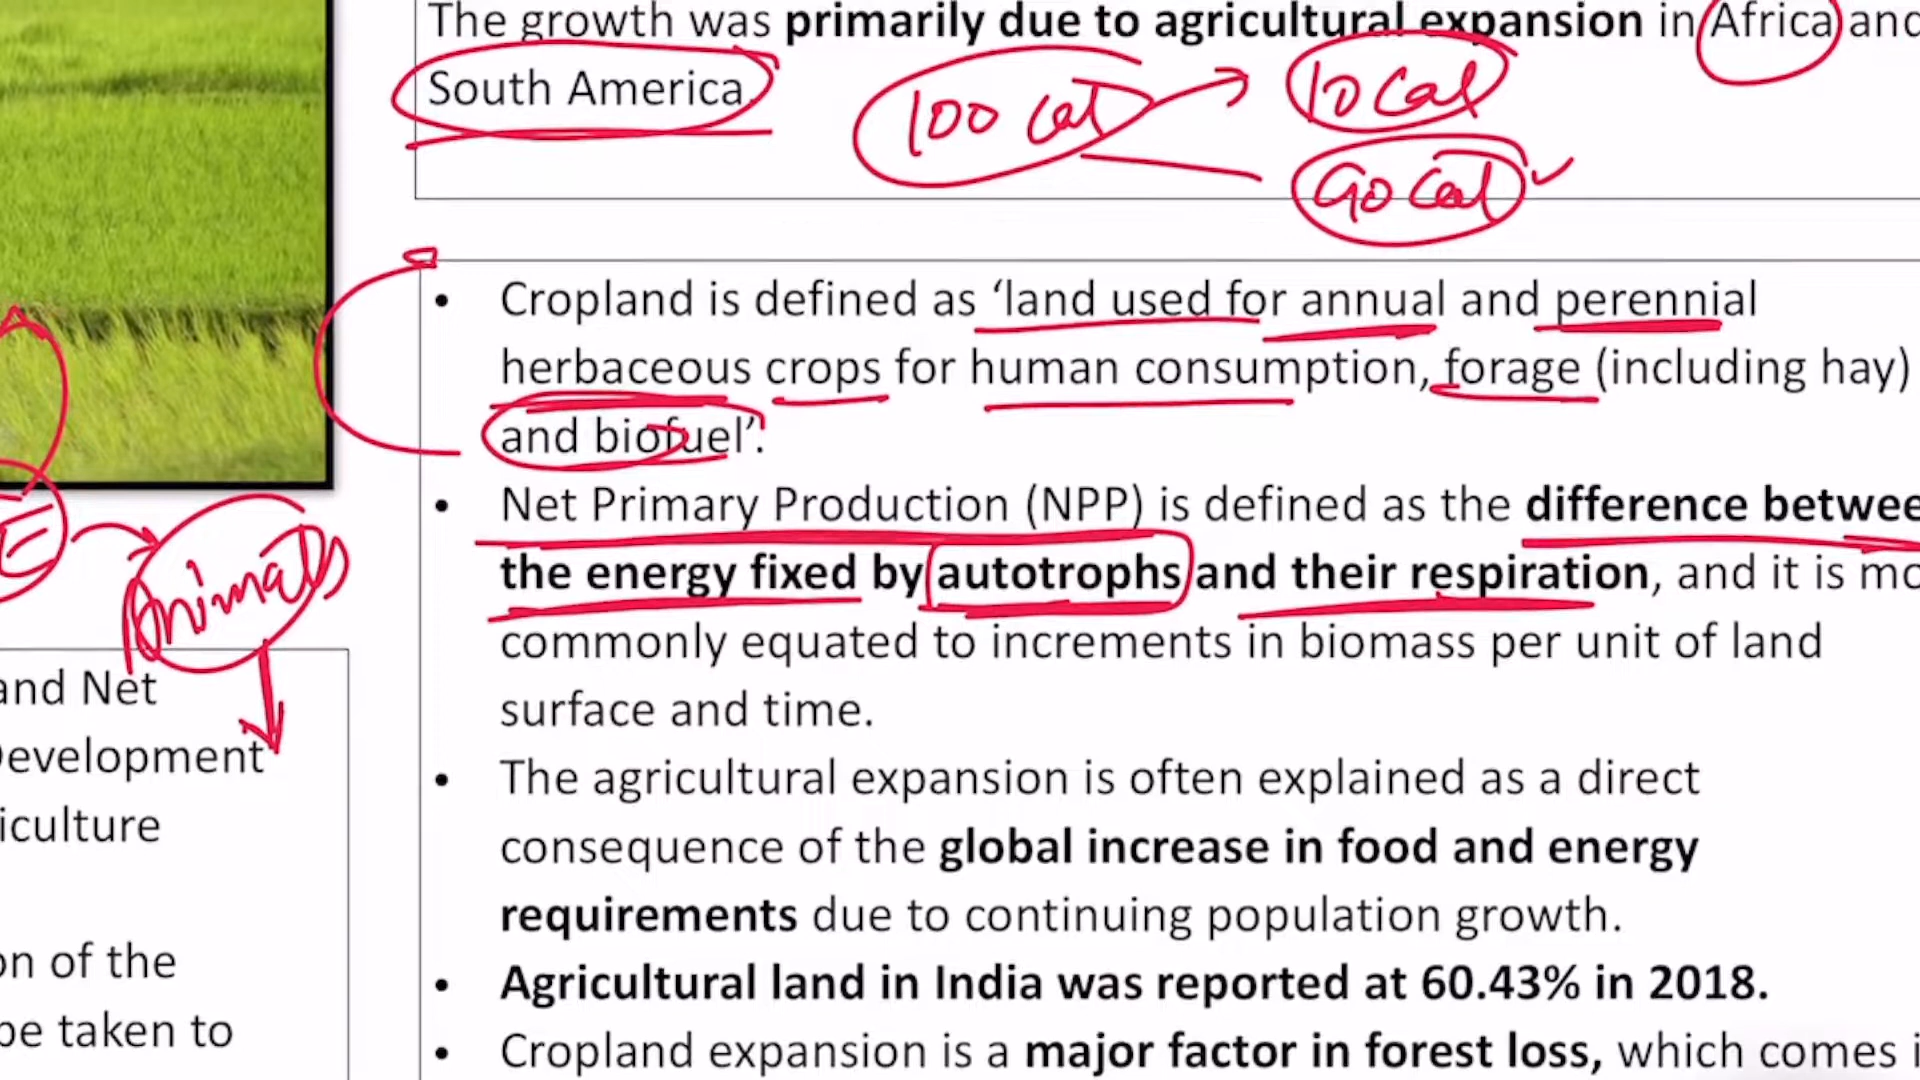 The growth was primarily due to agricultural expansion in Africa and
South America.
100 Cal
10 Cal
90 Cal
• Cropland is defined as ‘land used for annual and perennial
herbaceous crops for human consumption, forage (including hay)
and biofuel’.
• Net Primary Production (NPP) is defined as the difference betwee
the energy fixed by autotrophs and their respiration, and it is mo
commonly equated to increments in biomass per unit of land
surface and time.
• The agricultural expansion is often explained as a direct
consequence of the global increase in food and energy
requirements due to continuing population growth.
• Agricultural land in India was reported at 60.43% in 2018.
• Cropland expansion is a major factor in forest loss, which comes i
E
Animals
and Net
Development
iculture
on of the
be taken to